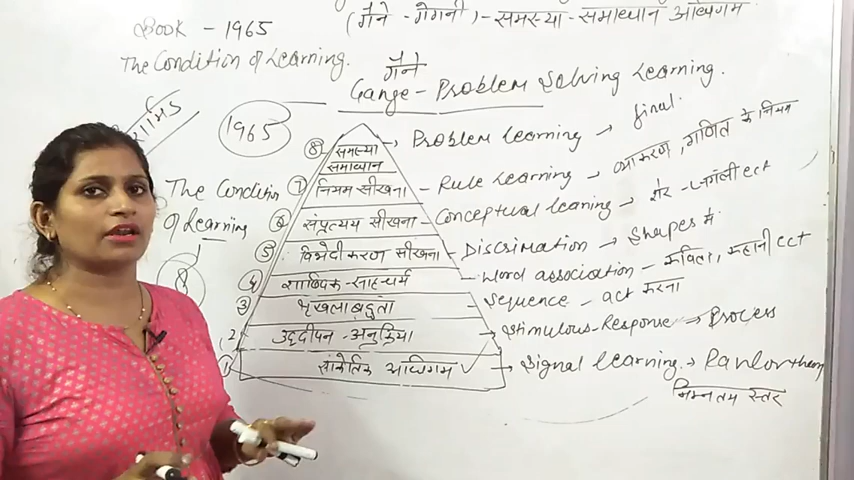 (गैने - गेगनी) - समस्या - समाधान अधिगम
Book - 1965
The Condition of Learning.
गैने
Gange - Problem Solving Learning.
1965
The Condition of Learning
8
⑧ समस्या समाधान - Problem learning → final.
⑦ नियम सीखना - Rule Learning → व्याकरण, गणित के नियम
⑥ संप्रत्यय सीखना - Conceptual leaning → शेर - जंगली ect
⑤ विभेदीकरण सीखना - Discrimation → Shapes में
④ शाब्दिक - साहचर्य - word association - कविता, कहानी ect
③ श्रृंखलाबद्धता - Sequence - act करना
2 उद्दीपन - अनुक्रिया → Stimulous-Response → Process
① सांकेतिक अधिगम ✓ → Signal learning. →
निम्नतम स्तर